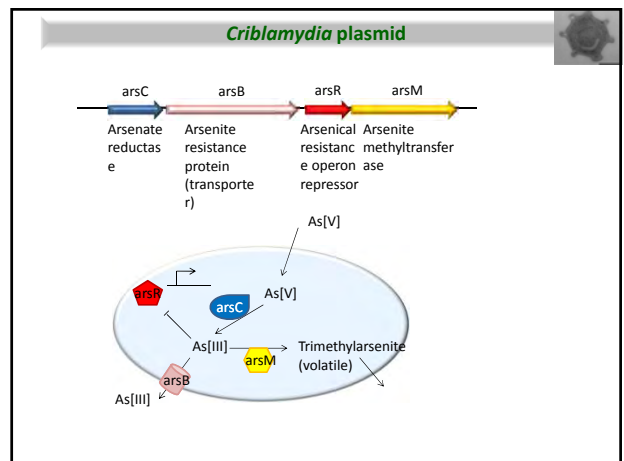 Criblamydia plasmid
arsC arsB arsR arsM
Arsenate
reductas
e
Arsenite
resistance
protein
(transporte
r)
Arsenical
resistanc
e operon
repressor
Arsenite
methyltransfer
ase
As[V]
arsR
arsC
As[V]
As[III]
arsM
Trimethylarsenite
(volatile)
arsB
As[III]